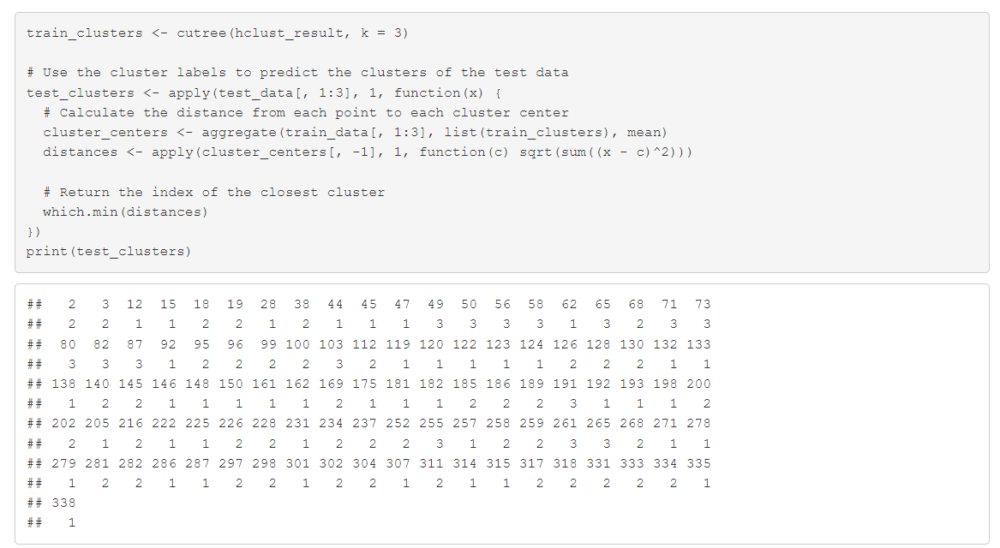 train_clusters <- cutree(hclust_result, k = 3)
# Use the cluster labels to predict the clusters of the test data
test_clusters <- apply(test_data[, 1:3], 1, function(x) {
  # Calculate the distance from each point to each cluster center
  cluster_centers <- aggregate(train_data[, 1:3], list(train_clusters), mean)
  distances <- apply(cluster_centers[, -1], 1, function(c) sqrt(sum((x - c)^2)))
  # Return the index of the closest cluster
  which.min(distances)
})
print(test_clusters)
##   2   3  12  15  18  19  28  38  44  45  47  49  50  56  58  62  65  68  71  73
##   2   2   1   1   2   2   1   2   1   1   1   3   3   3   3   1   3   2   3   3
##  80  82  87  92  95  96  99 100 103 112 119 120 122 123 124 126 128 130 132 133
##   3   3   3   1   2   2   2   2   3   2   1   1   1   1   1   2   2   2   1   1
## 138 140 145 146 148 150 161 162 169 175 181 182 185 186 189 191 192 193 198 200
##   1   2   2   1   1   1   1   1   2   1   1   1   2   2   2   3   1   1   1   2
## 202 205 216 222 225 226 228 231 234 237 252 255 257 258 259 261 265 268 271 278
##   2   1   2   1   1   2   2   1   2   2   2   3   1   2   2   3   3   2   1   1
## 279 281 282 286 287 297 298 301 302 304 307 311 314 315 317 318 331 333 334 335
##   1   2   2   1   1   2   2   1   2   2   1   2   1   1   2   2   2   2   2   1
## 338
##   1